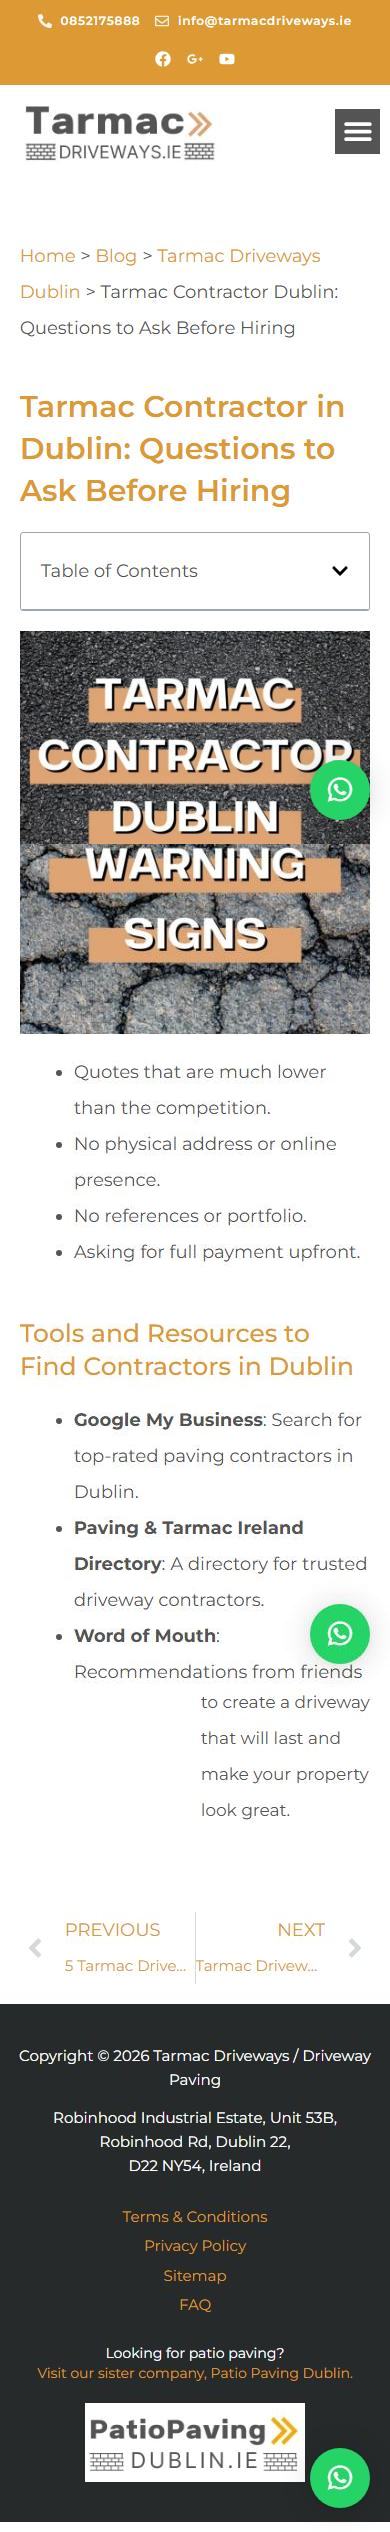 0852175888 info@tarmacdriveways.ie
G+
Tarmac
DRIVEWAYS.IE
Home > Blog > Tarmac Driveways
Dublin > Tarmac Contractor Dublin:
Questions to Ask Before Hiring
Tarmac Contractor in
Dublin: Questions to
Ask Before Hiring
Table of Contents
TARMAC
CONTRACTOR
DUBLIN
WARNING
SIGNS
• Quotes that are much lower
than the competition.
• No physical address or online
presence.
• No references or portfolio.
• Asking for full payment upfront.
Tools and Resources to
Find Contractors in Dublin
• Google My Business: Search for
top-rated paving contractors in
Dublin.
• Paving & Tarmac Ireland
Directory: A directory for trusted
driveway contractors.
• Word of Mouth:
Recommendations from friends
to create a driveway
that will last and
make your property
look great.
PREVIOUS NEXT
5 Tarmac Drive... Tarmac Drivew...
Copyright © 2026 Tarmac Driveways / Driveway
Paving
Robinhood Industrial Estate, Unit 53B,
Robinhood Rd, Dublin 22,
D22 NY54, Ireland
Terms & Conditions
Privacy Policy
Sitemap
FAQ
Looking for patio paving?
Visit our sister company, Patio Paving Dublin.
PatioPaving
DUBLIN.IE